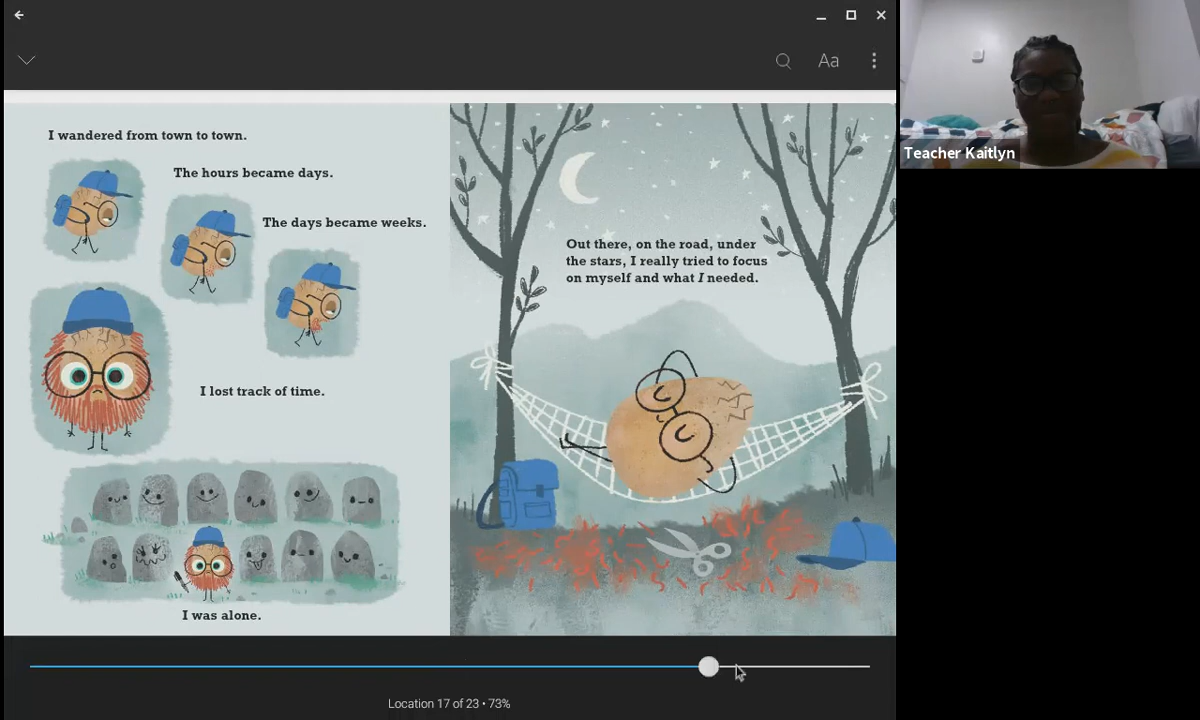 Aa
Teacher Kaitlyn
I wandered from town to town.
The hours became days.
The days became weeks.
I lost track of time.
I was alone.
Out there, on the road, under
the stars, I really tried to focus
on myself and what I needed.
Location 17 of 23 • 73%